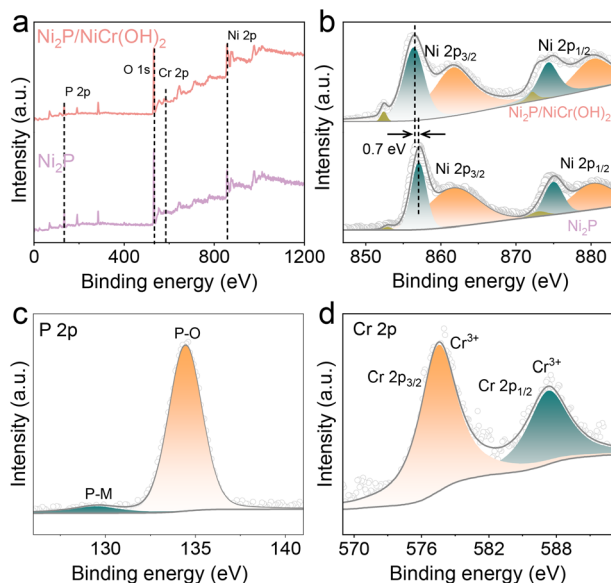 a
Ni₂P/NiCr(OH)₂
P 2p
O 1s
Cr 2p
Ni 2p
Ni₂P
Intensity (a.u.)
0 400 800 1200
Binding energy (eV)
b
Ni 2p₃/₂
Ni 2p₁/₂
Ni₂P/NiCr(OH)₂
0.7 eV
Ni 2p₃/₂
Ni 2p₁/₂
Ni₂P
Intensity (a.u.)
850 860 870 880
Binding energy (eV)
c
P 2p
P-O
P-M
Intensity (a.u.)
130 135 140
Binding energy (eV)
d
Cr 2p
Cr³⁺
Cr 2p₃/₂
Cr³⁺
Cr 2p₁/₂
Intensity (a.u.)
570 576 582 588
Binding energy (eV)